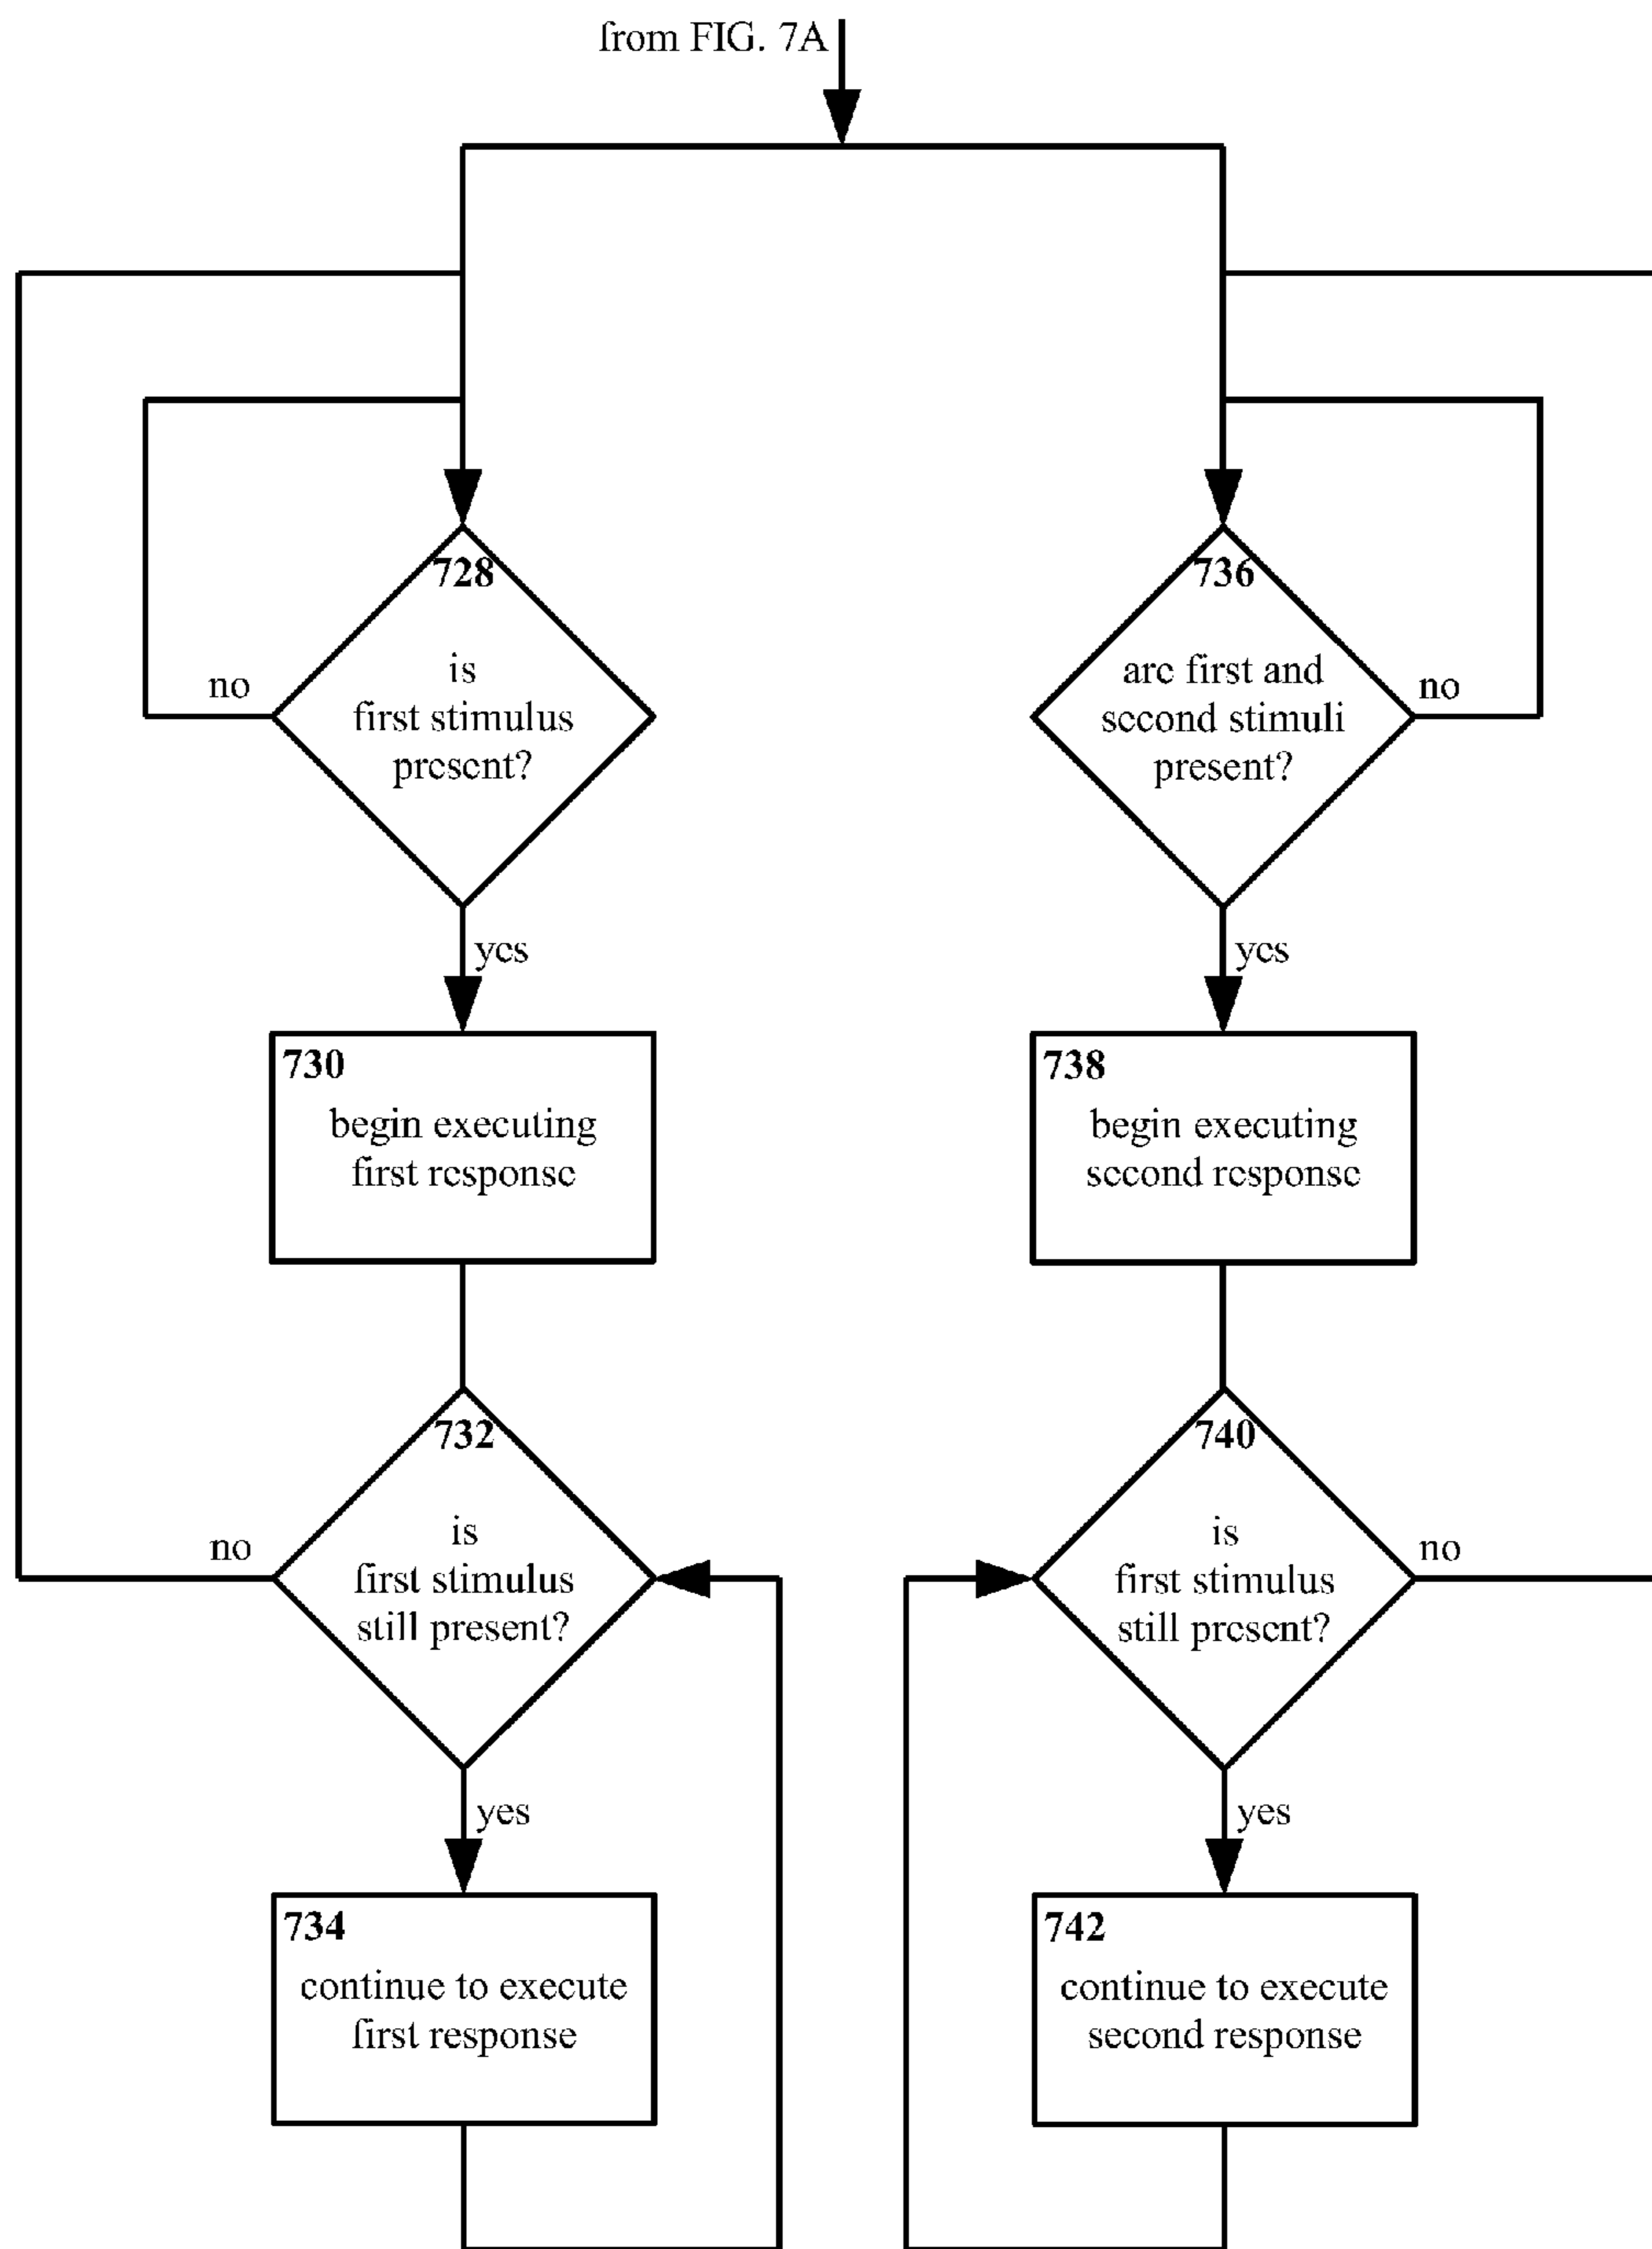 from FIG. 7A
728
is
first stimulus
present?
no
yes
730
begin executing
first response
732
is
first stimulus
still present?
no
yes
734
continue to execute
first response
736
are first and
second stimuli
present?
no
yes
738
begin executing
second response
740
is
first stimulus
still present?
no
yes
742
continue to execute
second response